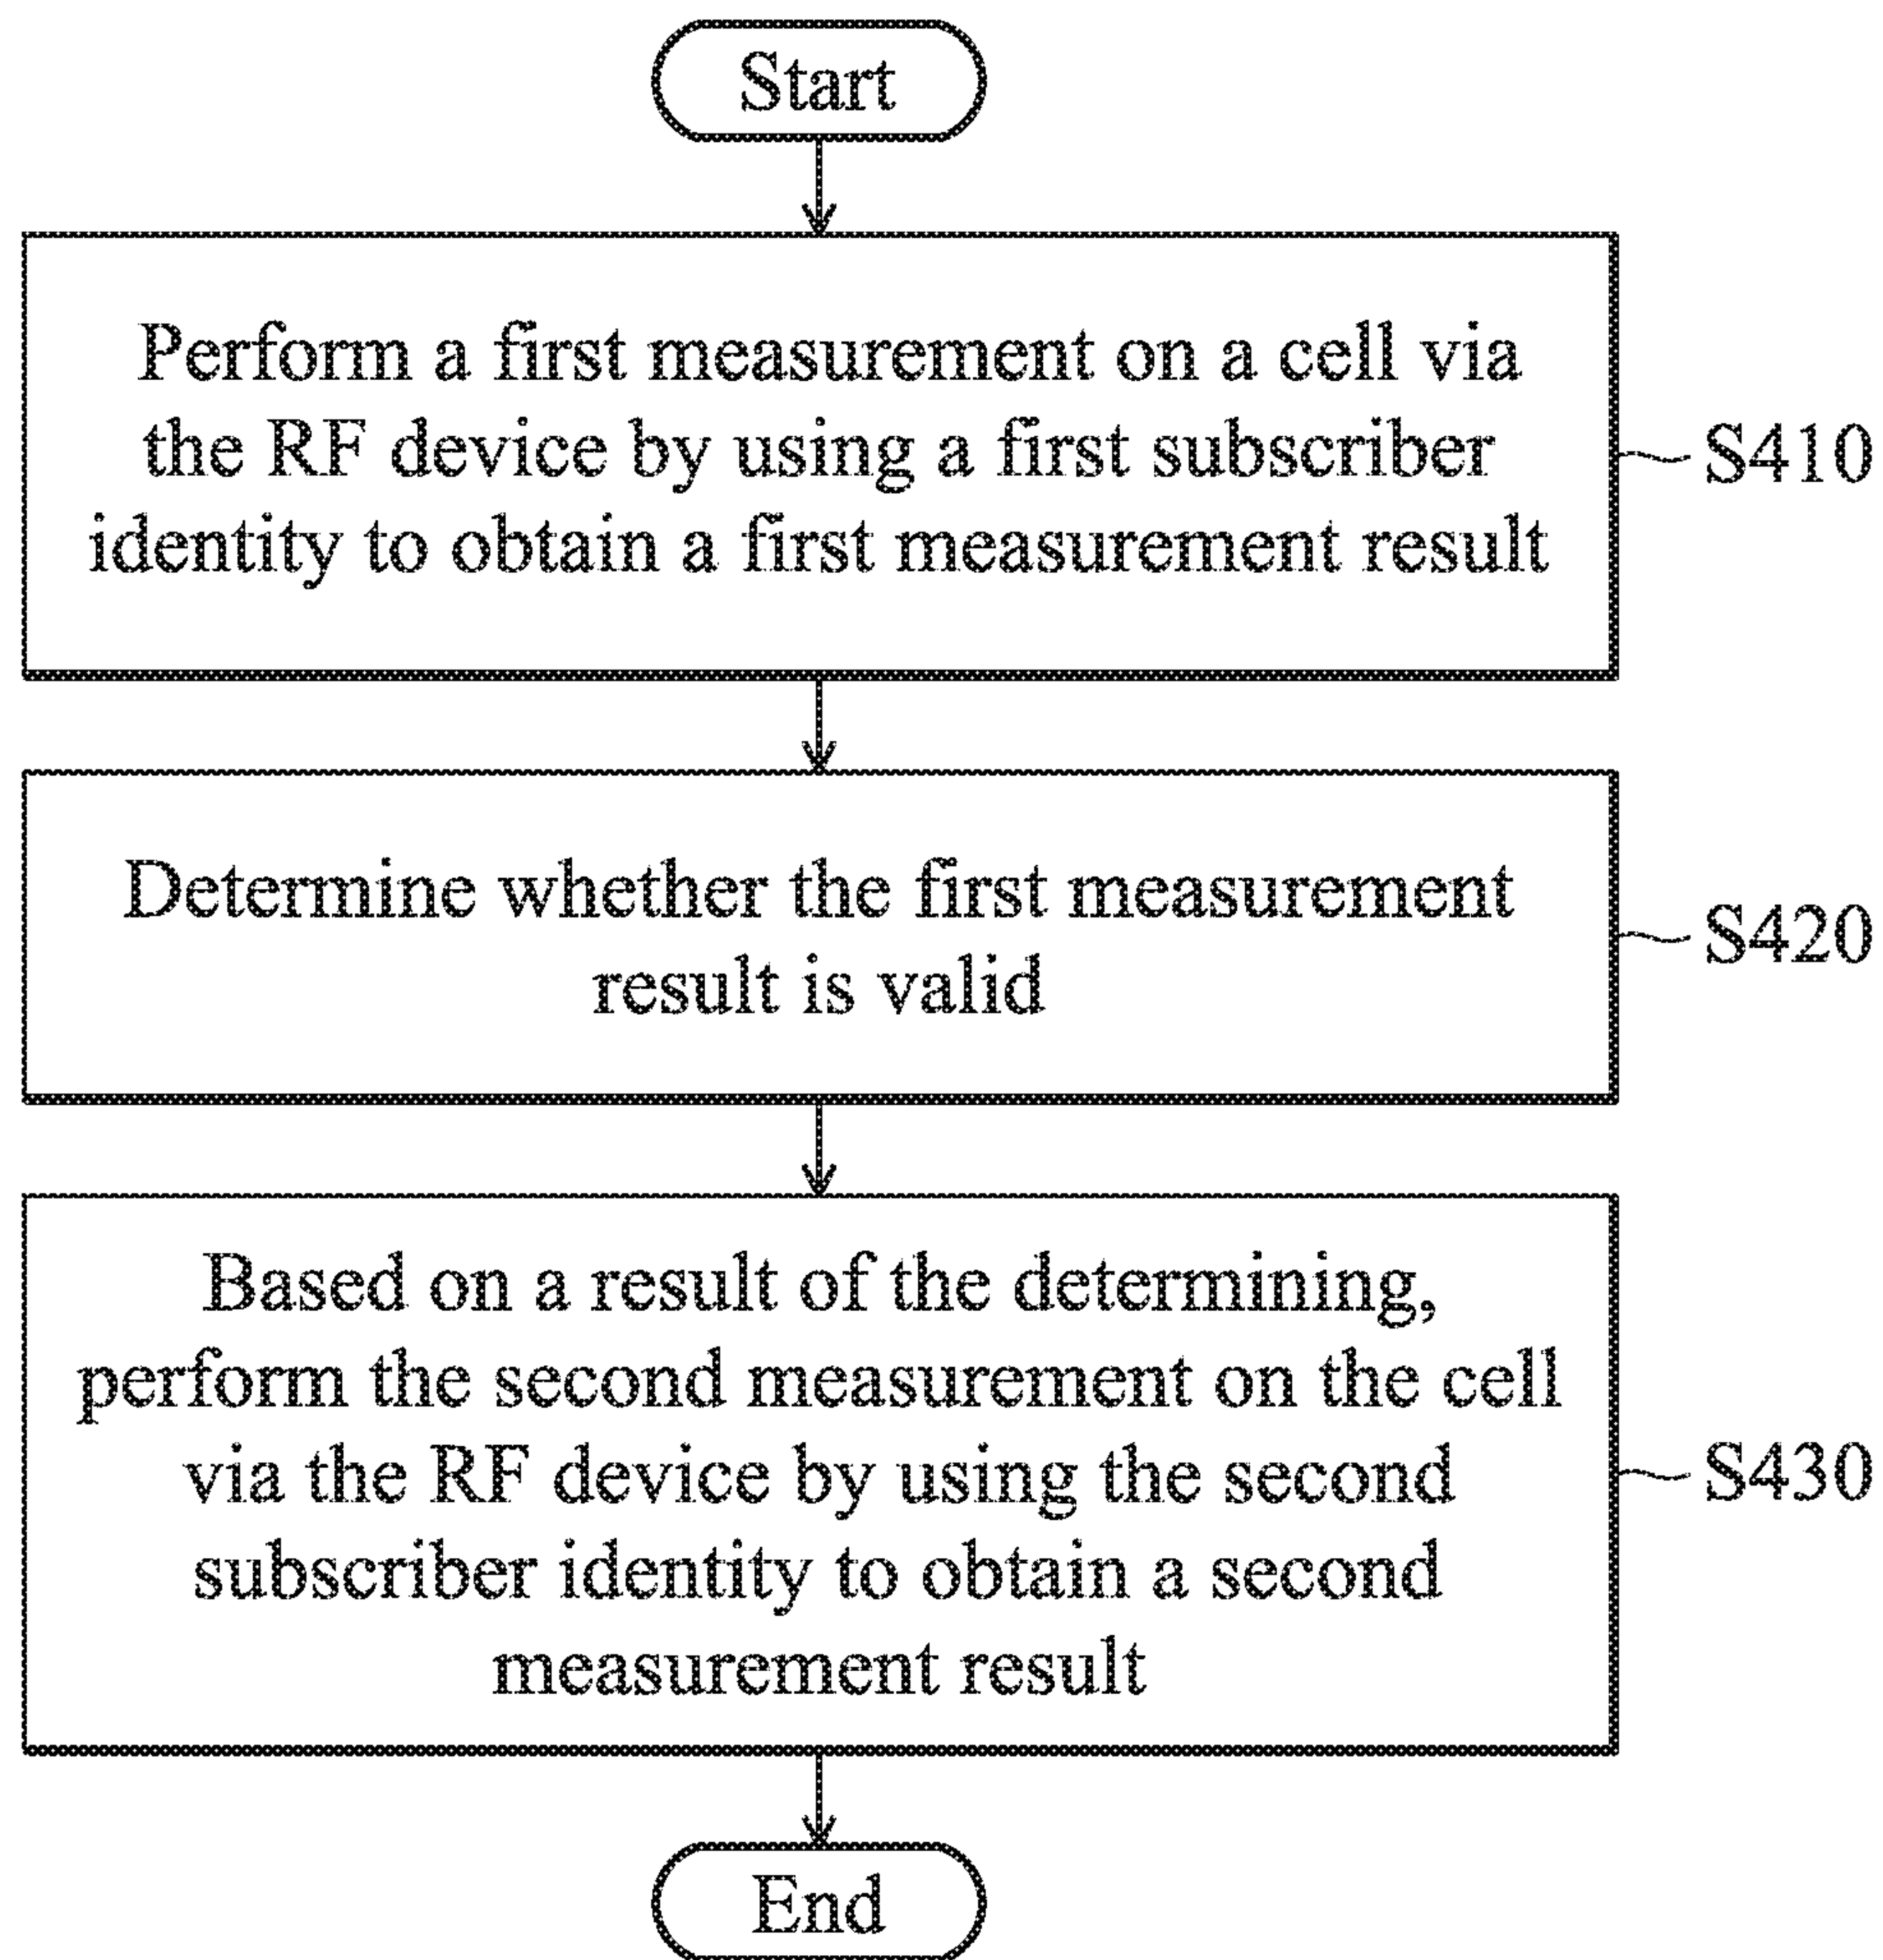 Start
Perform a first measurement on a cell via
the RF device by using a first subscriber
identity to obtain a first measurement result
S410
Determine whether the first measurement
result is valid
S420
Based on a result of the determining,
perform the second measurement on the cell
via the RF device by using the second
subscriber identity to obtain a second
measurement result
S430
End